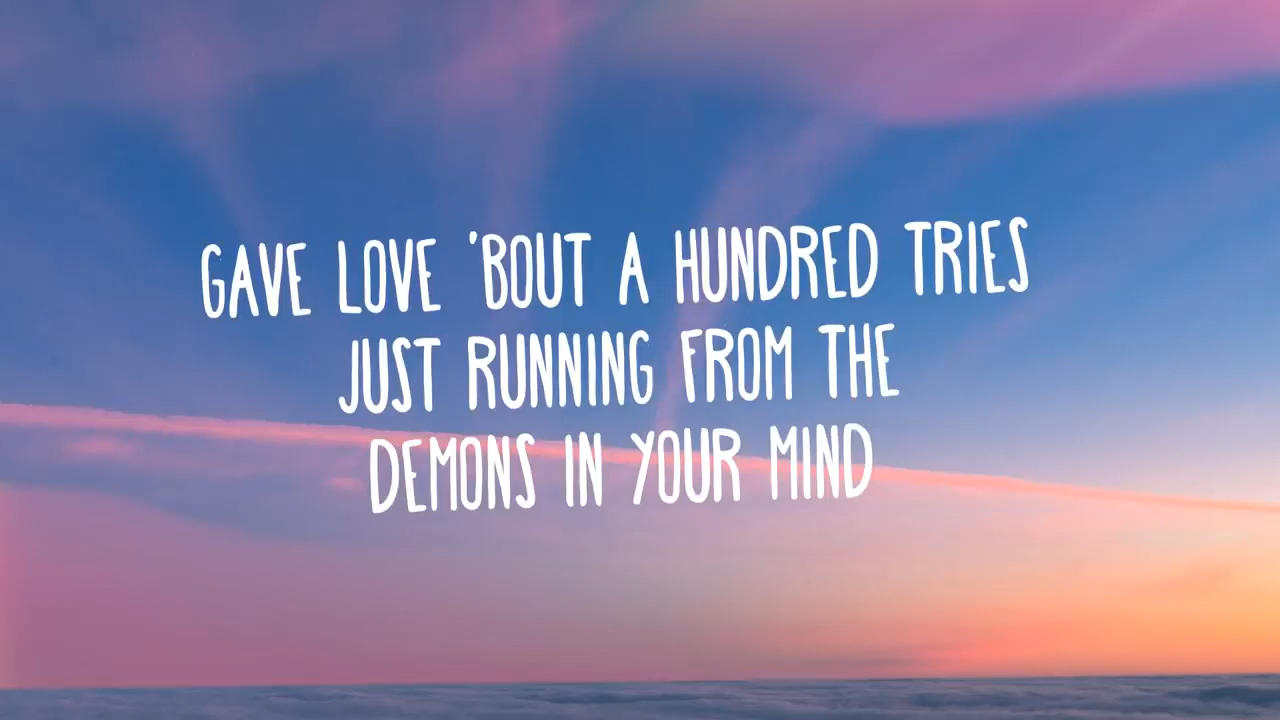 GAVE LOVE 'BOUT A HUNDRED TRIES
JUST RUNNING FROM THE
DEMONS IN YOUR MIND